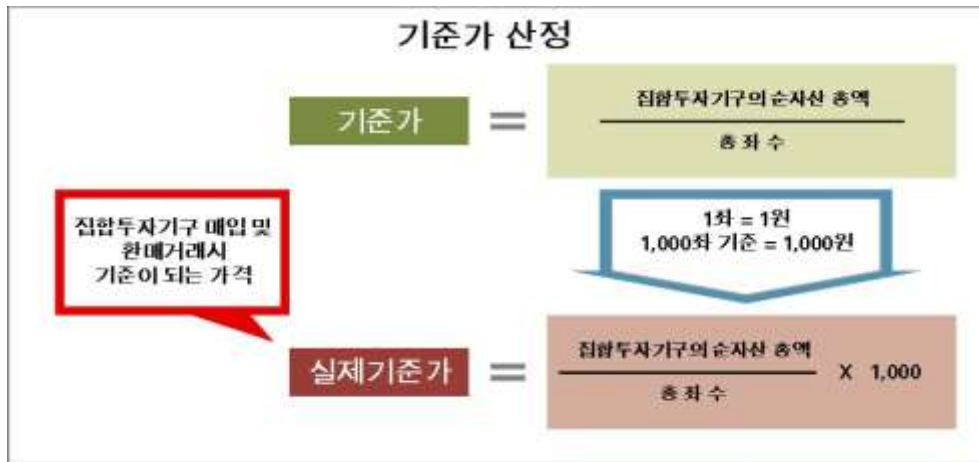 기준가 산정
기준가
=
집합투자기구의 순자산 총액
총 좌 수
집합투자기구 매입 및
환매거래시
기준이 되는 가격
1좌 = 1원
1,000좌 기준 = 1,000원
실제기준가
=
집합투자기구의 순자산 총액
총 좌 수
X 1,000